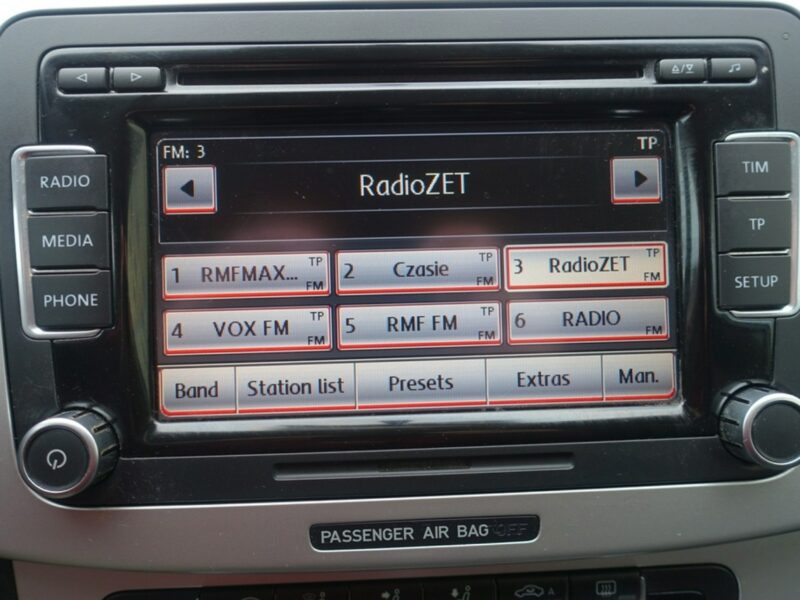 FM: 3 TP
RadioZET
RADIO
MEDIA
PHONE
TIM
TP
SETUP
1 RMFMAX... TP FM
2 Czasie TP FM
3 RadioZET TP FM
4 VOX FM TP FM
5 RMF FM TP FM
6 RADIO FM
Band Station list Presets Extras Man.
PASSENGER AIR BAG OFF
A